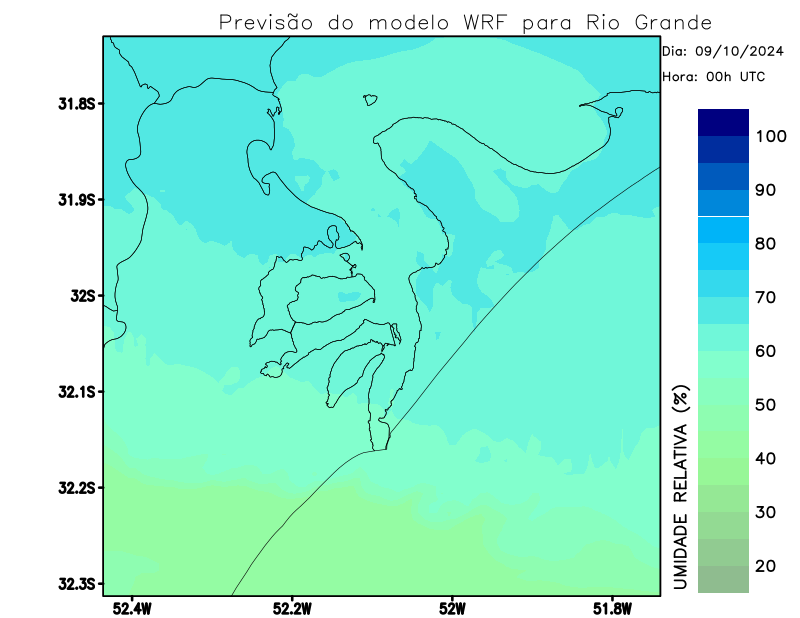 Previsão do modelo WRF para Rio Grande
Dia: 09/10/2024
Hora: 00h UTC
31.8S
31.9S
32S
32.1S
32.2S
32.3S
52.4W
52.2W
52W
51.8W
100
90
80
70
60
50
40
30
20
UMIDADE RELATIVA (%)